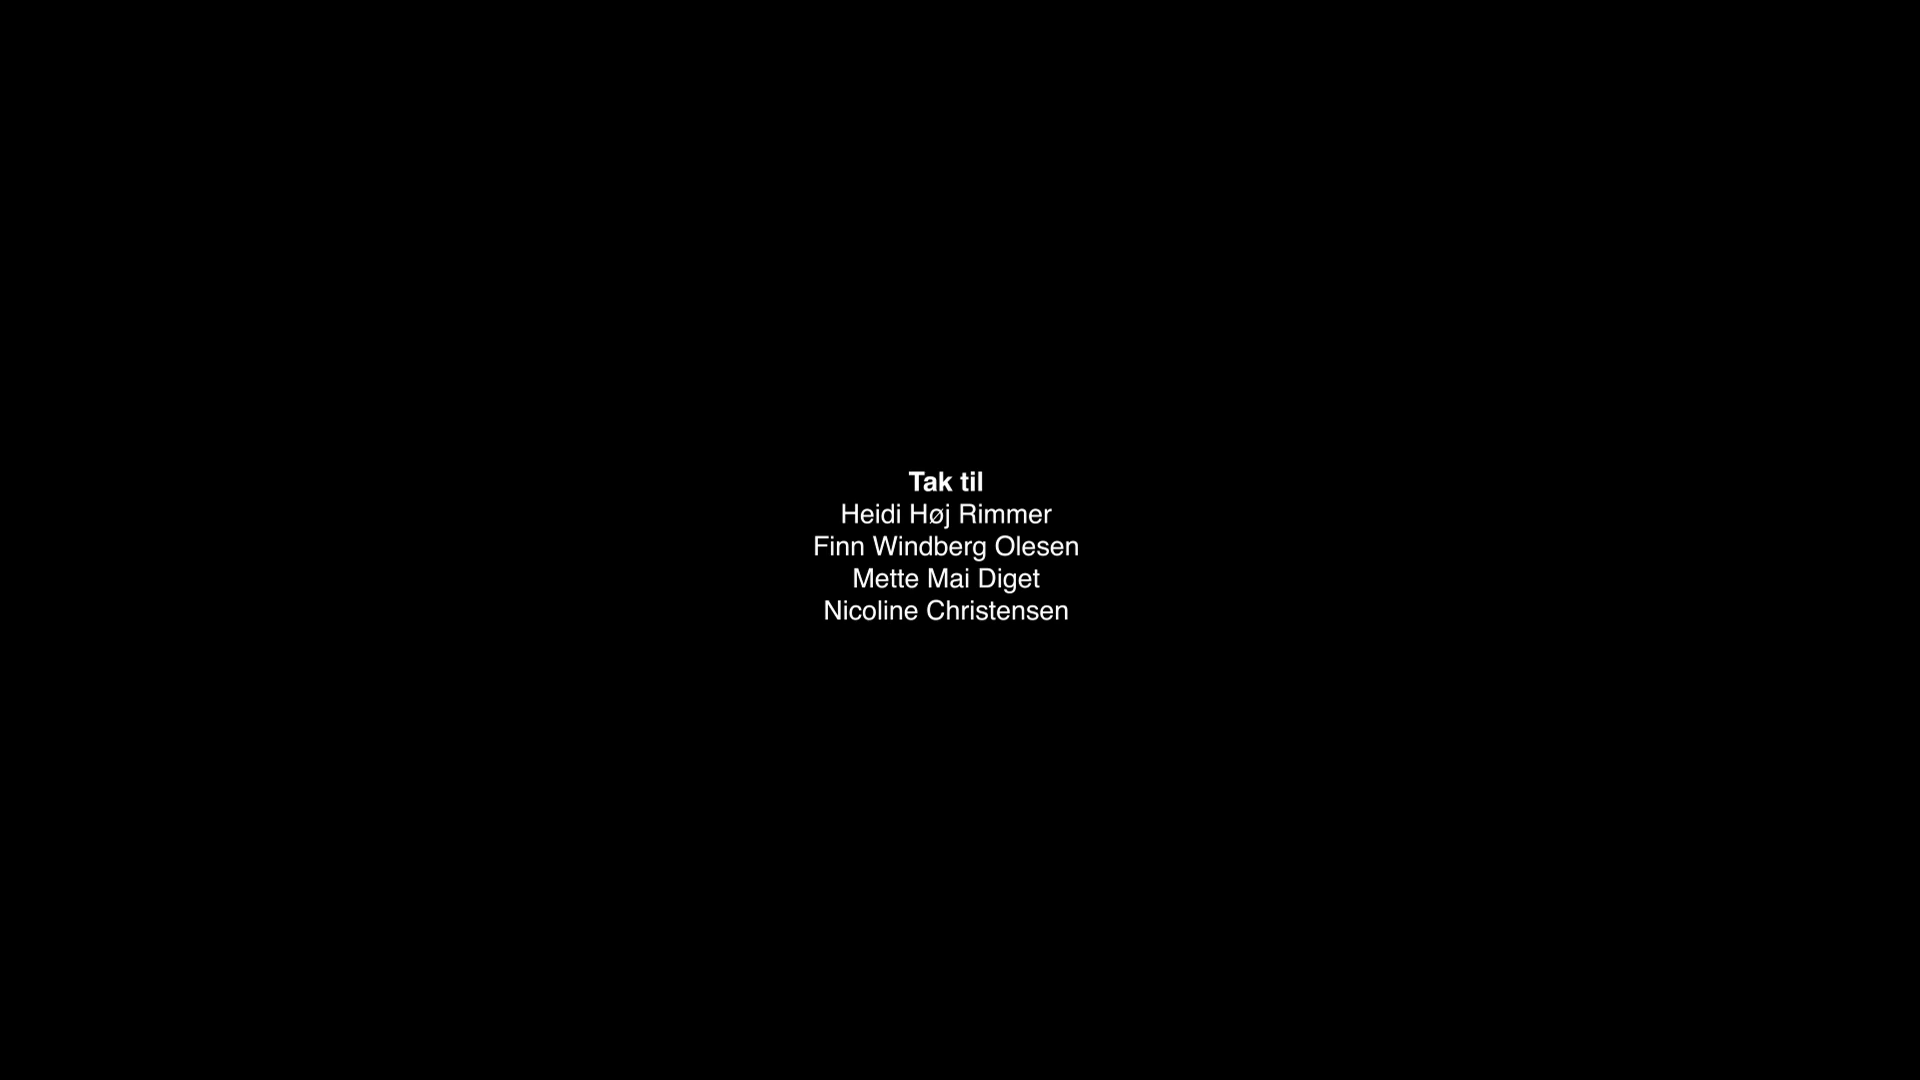 Tak til
Heidi Høj Rimmer
Finn Windberg Olesen
Mette Mai Diget
Nicoline Christensen